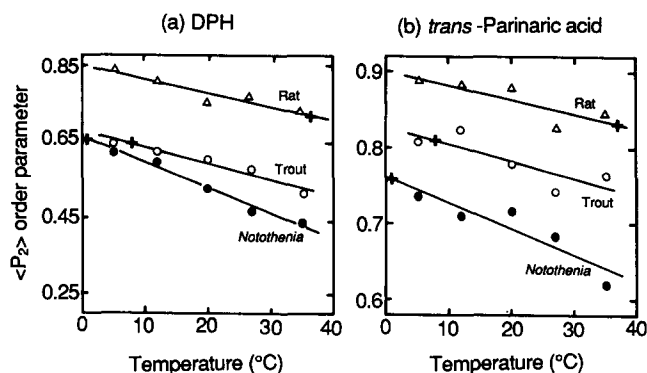 (a) DPH
(b) trans -Parinaric acid
<P2> order parameter
0.85
0.65
0.45
0.25
Rat
Trout
Notothenia
0 10 20 30 40
Temperature (°C)
0.9
0.8
0.7
0.6
Rat
Trout
Notothenia
0 10 20 30 40
Temperature (°C)